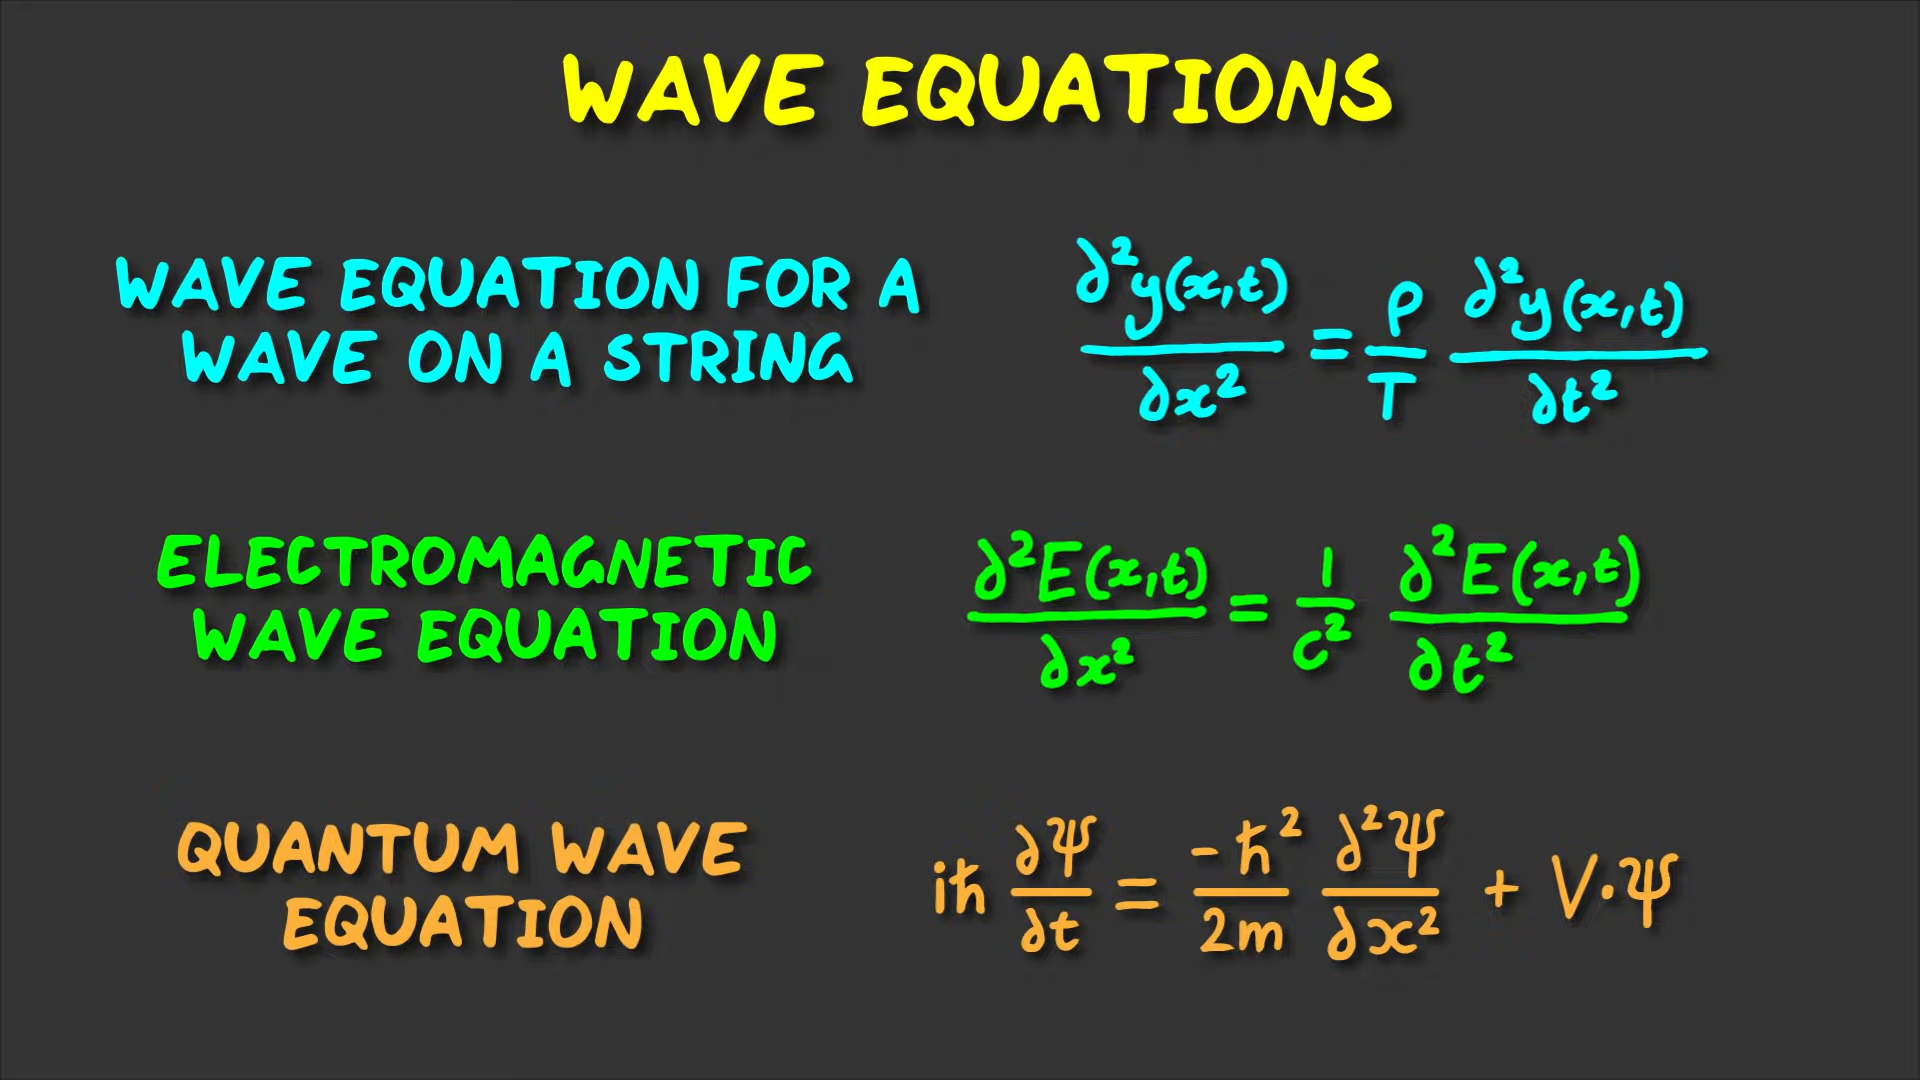 WAVE EQUATIONS
WAVE EQUATION FOR A
WAVE ON A STRING
∂²y(x,t)/∂x² = ρ/T ∂²y(x,t)/∂t²
ELECTROMAGNETIC
WAVE EQUATION
∂²E(x,t)/∂x² = 1/c² ∂²E(x,t)/∂t²
QUANTUM WAVE
EQUATION
iħ ∂Ψ/∂t = -ħ²/2m ∂²Ψ/∂x² + V·Ψ